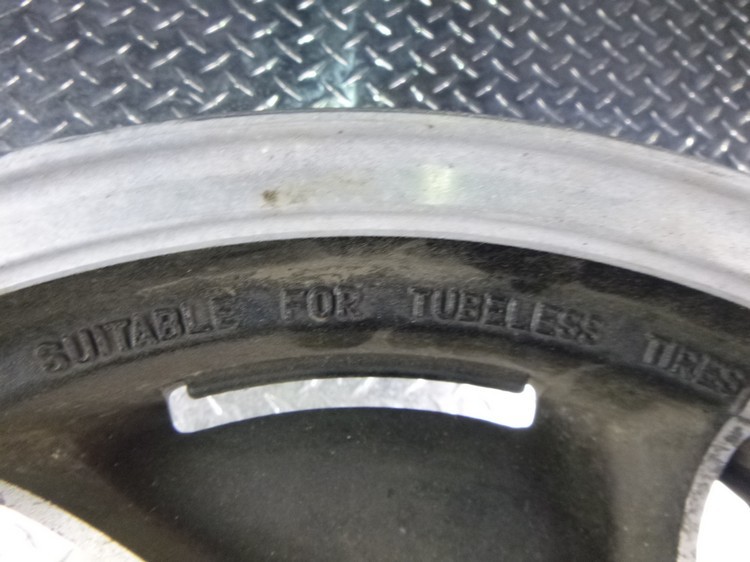 SUITABLE FOR TUBELESS TIRES